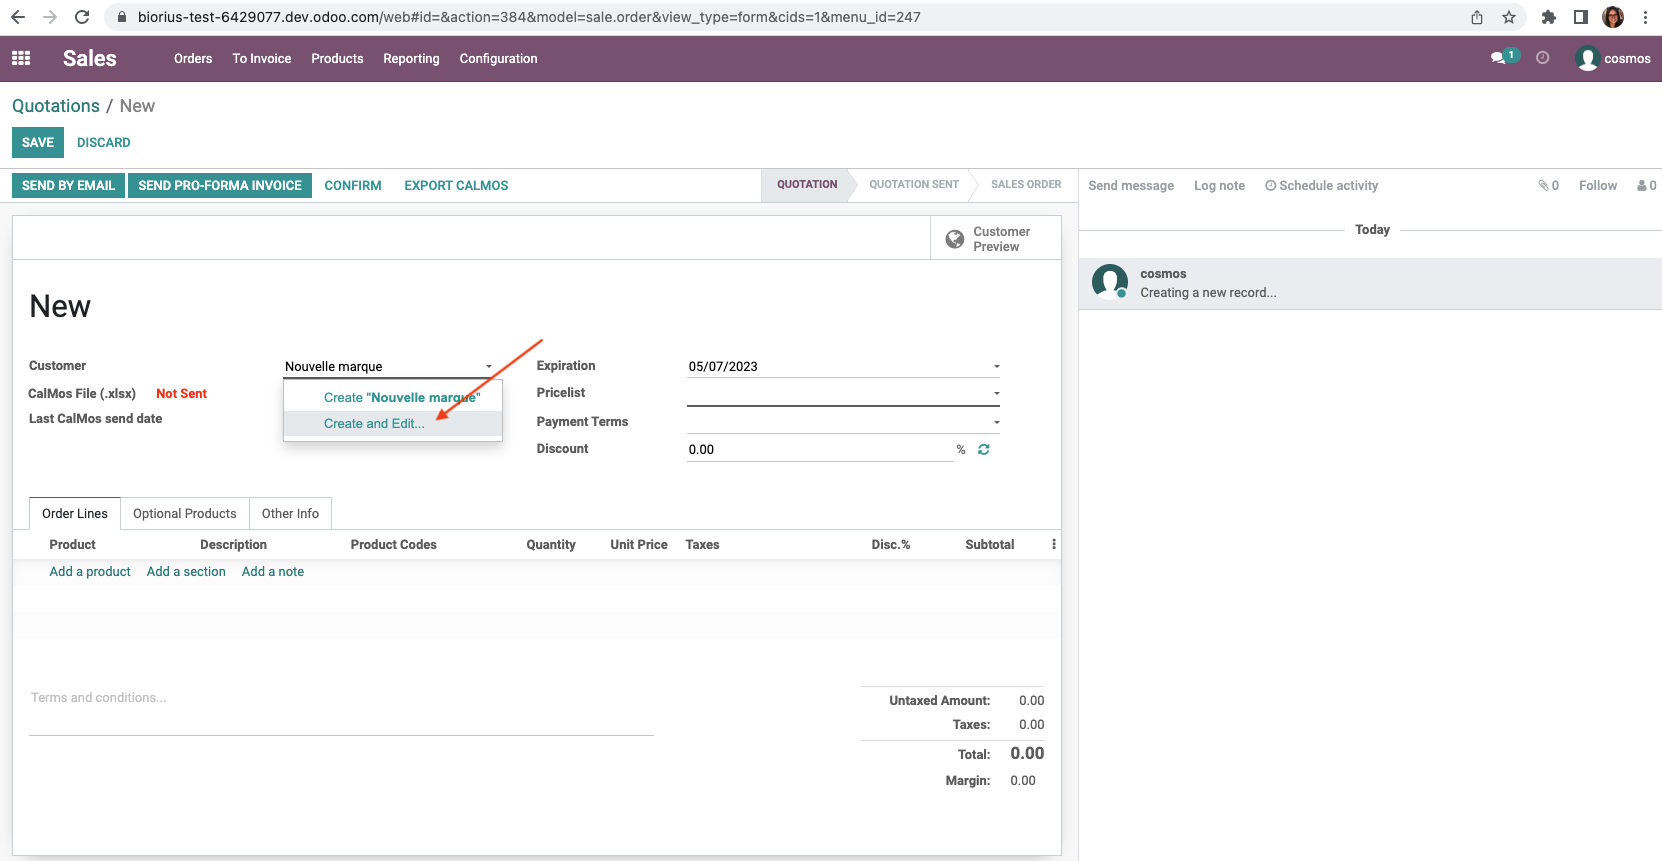 biorius-test-6429077.dev.odoo.com/web#id=&action=384&model=sale.order&view_type=form&cids=1&menu_id=247
Sales Orders To Invoice Products Reporting Configuration 1 cosmos
Quotations / New
SAVE DISCARD
SEND BY EMAIL SEND PRO-FORMA INVOICE CONFIRM EXPORT CALMOS QUOTATION QUOTATION SENT SALES ORDER Send message Log note Schedule activity 0 Follow 0
Customer
Preview
Today
cosmos
Creating a new record...
New
Customer Nouvelle marque
CalMos File (.xlsx) Not Sent
Last CalMos send date
Create "Nouvelle marque"
Create and Edit...
Expiration 05/07/2023
Pricelist
Payment Terms
Discount 0.00 %
Order Lines Optional Products Other Info
Product Description Product Codes Quantity Unit Price Taxes Disc.% Subtotal
Add a product Add a section Add a note
Terms and conditions...
Untaxed Amount: 0.00
Taxes: 0.00
Total: 0.00
Margin: 0.00